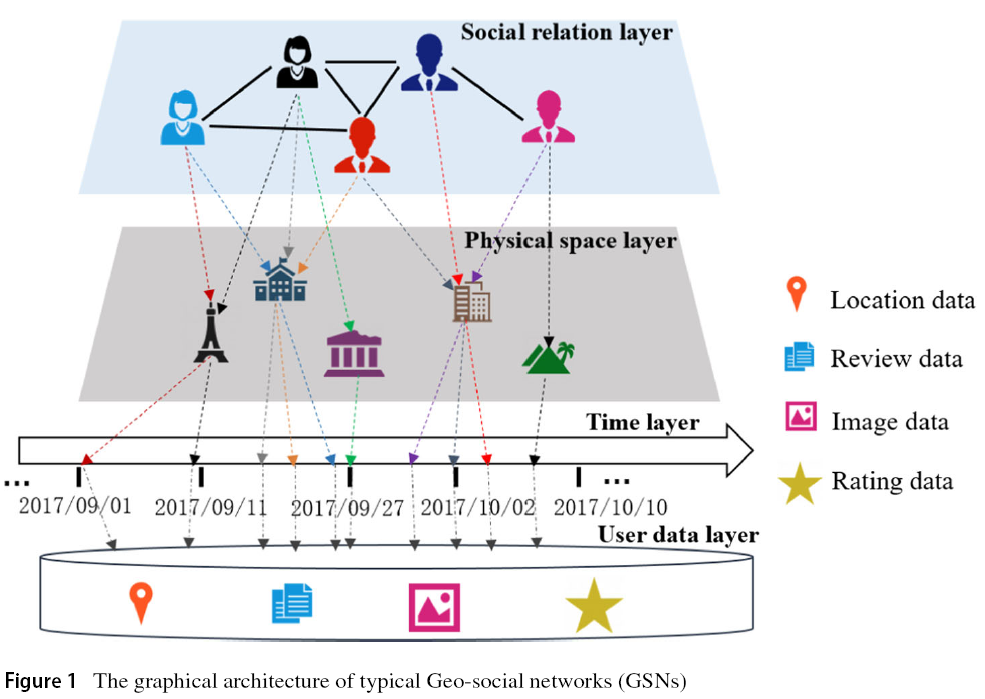 Social relation layer
Physical space layer
Location data
Review data
Image data
Rating data
Time layer
... 2017/09/01 2017/09/11 2017/09/27 2017/10/02 2017/10/10 ...
User data layer
Figure 1 The graphical architecture of typical Geo-social networks (GSNs)